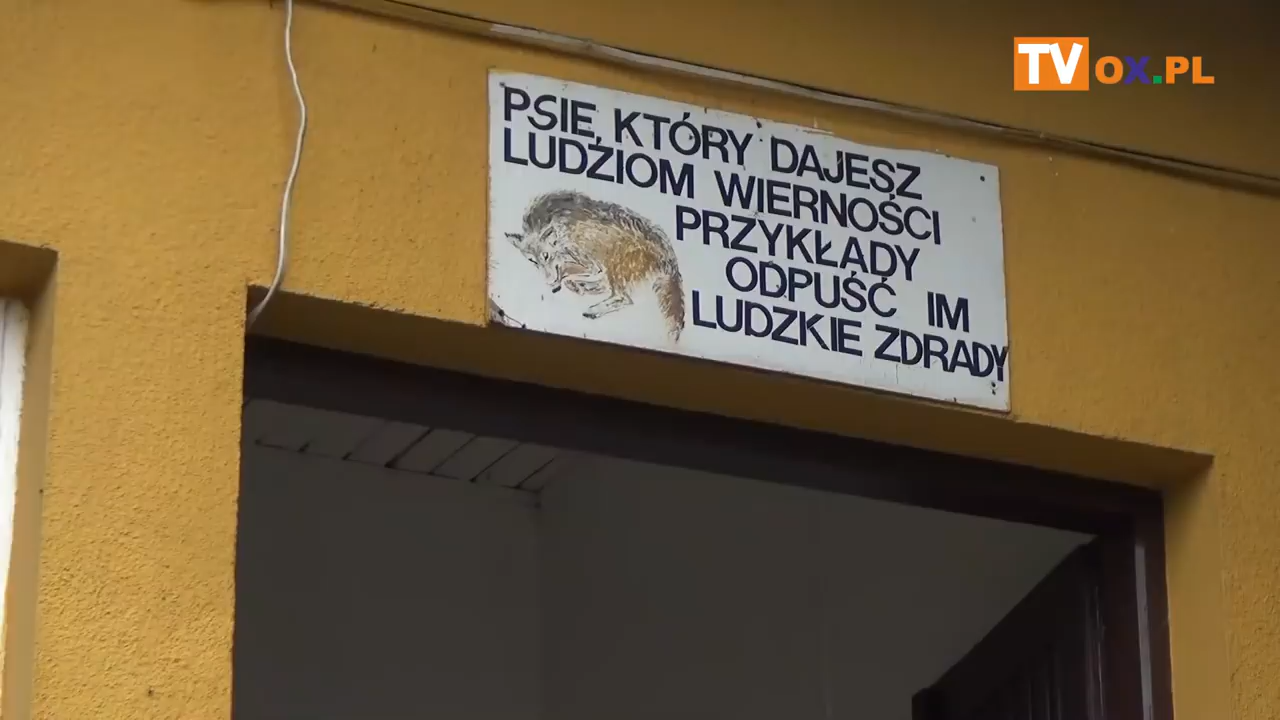 TVOX.PL
PSIE, KTÓRY DAJESZ
LUDZIOM WIERNOŚCI
PRZYKŁADY
ODPUŚĆ IM
LUDZKIE ZDRADY